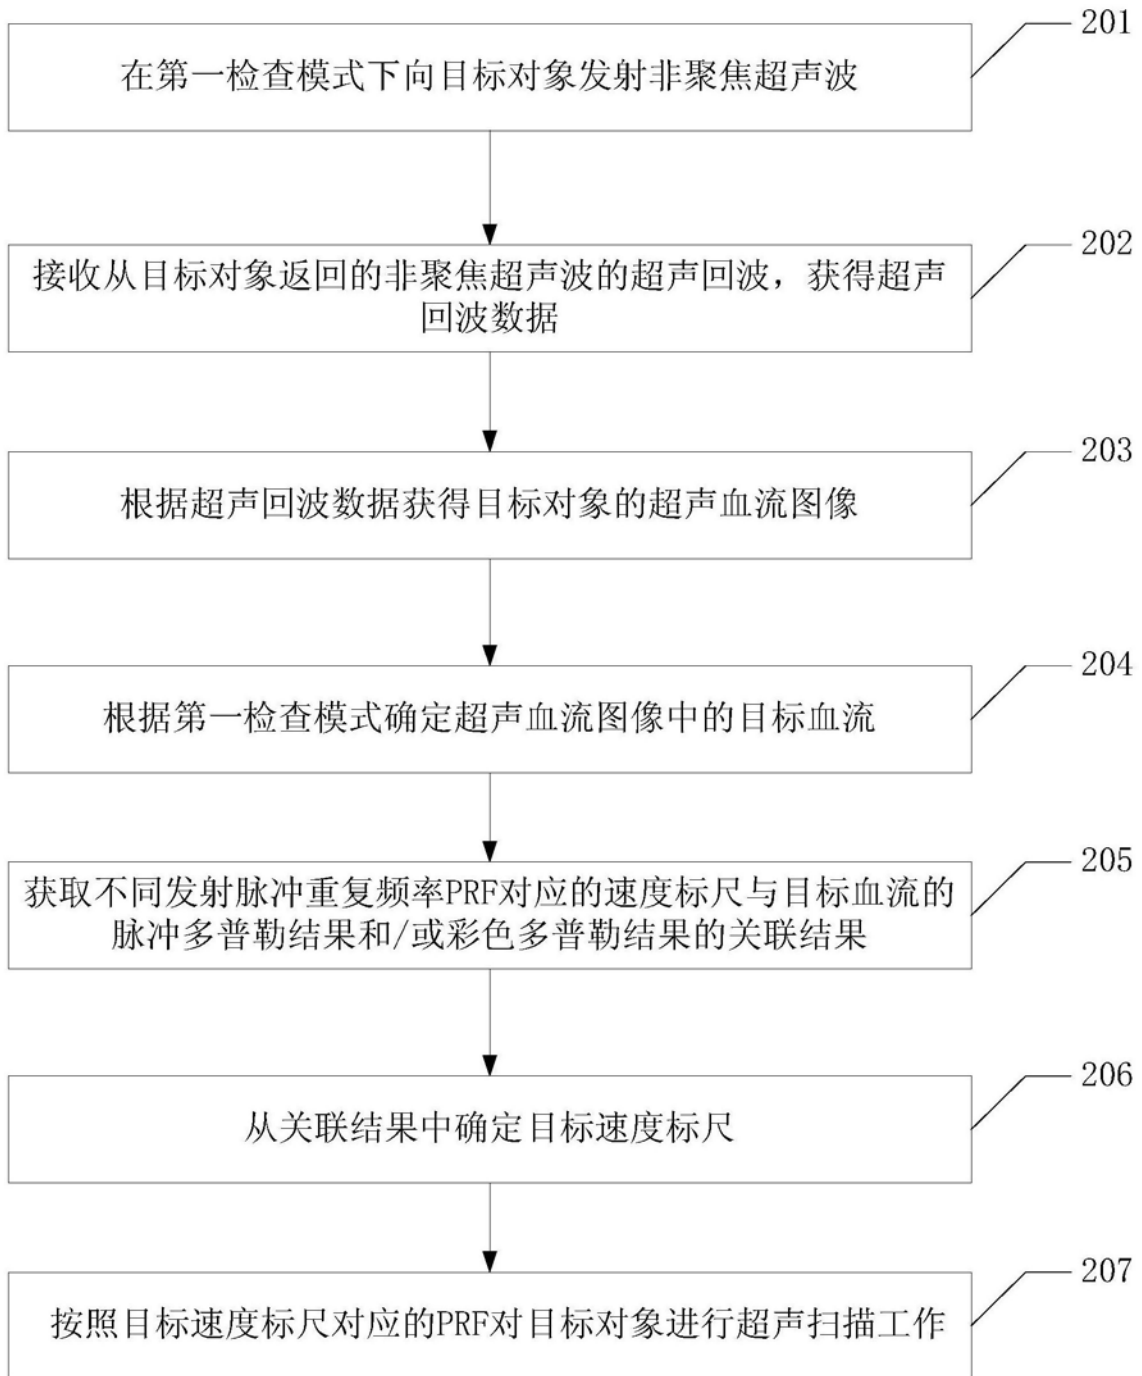 201
在第一检查模式下向目标对象发射非聚焦超声波
202
接收从目标对象返回的非聚焦超声波的超声回波，获得超声
回波数据
203
根据超声回波数据获得目标对象的超声血流图像
204
根据第一检查模式确定超声血流图像中的目标血流
205
获取不同发射脉冲重复频率PRF对应的速度标尺与目标血流的
脉冲多普勒结果和/或彩色多普勒结果的关联结果
206
从关联结果中确定目标速度标尺
207
按照目标速度标尺对应的PRF对目标对象进行超声扫描工作